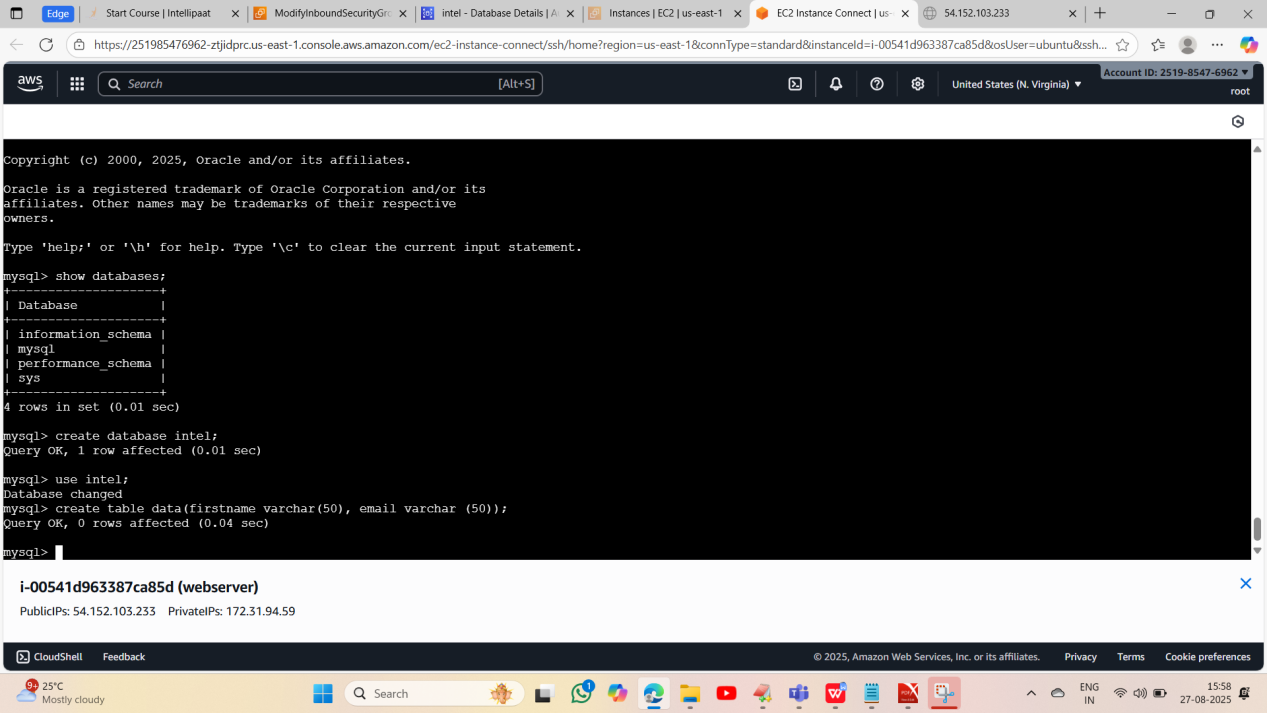 Edge
Start Course | Intellipaat
ModifyInboundSecurityGro
intel - Database Details | A
Instances | EC2 | us-east-1
EC2 Instance Connect | us-
54.152.103.233
https://251985476962-ztjidprc.us-east-1.console.aws.amazon.com/ec2-instance-connect/ssh/home?region=us-east-1&connType=standard&instanceId=i-00541d963387ca85d&osUser=ubuntu&ssh...
aws
Search
[Alt+S]
United States (N. Virginia)
Account ID: 2519-8547-6962
root
Copyright (c) 2000, 2025, Oracle and/or its affiliates.
Oracle is a registered trademark of Oracle Corporation and/or its
affiliates. Other names may be trademarks of their respective
owners.
Type 'help;' or '\h' for help. Type '\c' to clear the current input statement.
mysql> show databases;
+--------------------+
| Database           |
+--------------------+
| information_schema |
| mysql              |
| performance_schema |
| sys                |
+--------------------+
4 rows in set (0.01 sec)
mysql> create database intel;
Query OK, 1 row affected (0.01 sec)
mysql> use intel;
Database changed
mysql> create table data(firstname varchar(50), email varchar (50));
Query OK, 0 rows affected (0.04 sec)
mysql>
i-00541d963387ca85d (webserver)
PublicIPs: 54.152.103.233 PrivateIPs: 172.31.94.59
CloudShell
Feedback
© 2025, Amazon Web Services, Inc. or its affiliates.
Privacy
Terms
Cookie preferences
9+
25°C
Mostly cloudy
Search
1
ENG
IN
15:58
27-08-2025